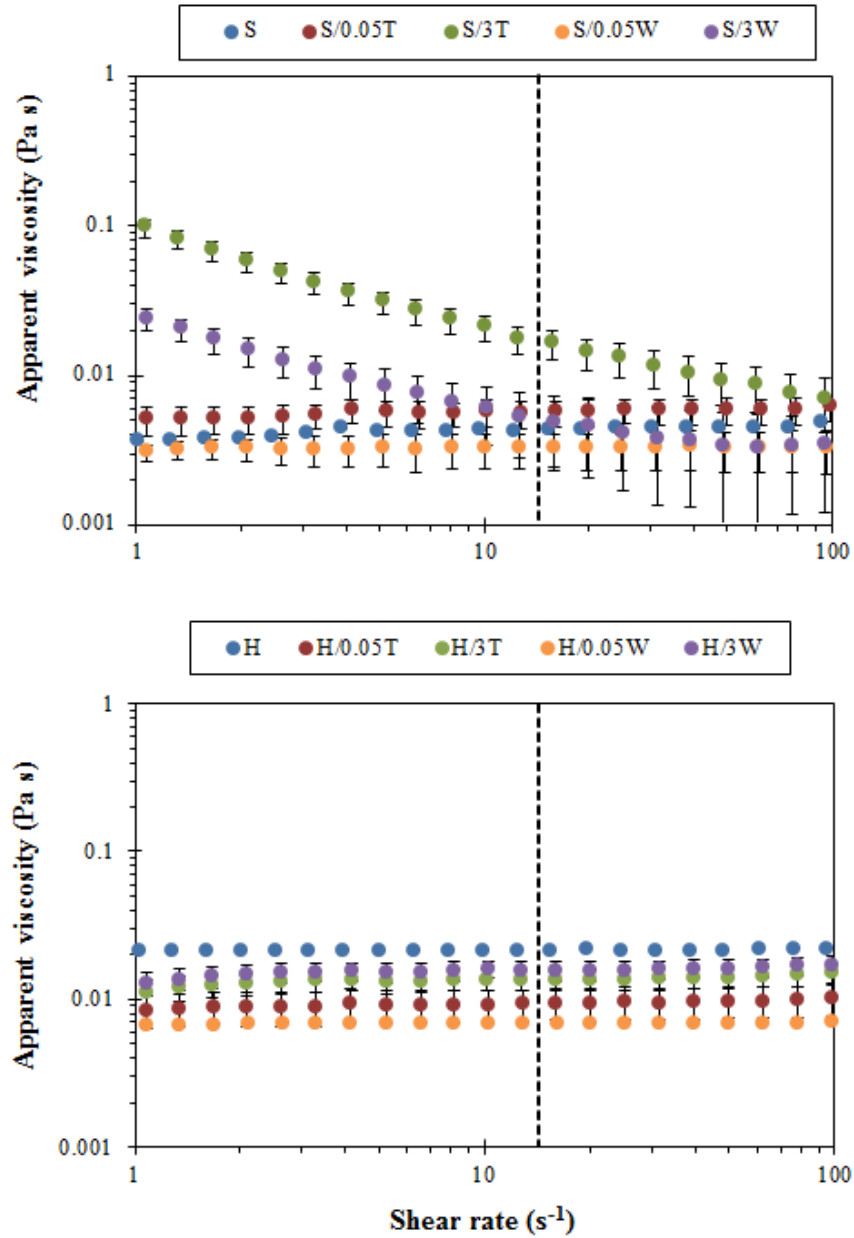 S S/0.05T S/3T S/0.05W S/3W
1
0.1
0.01
0.001
Apparent viscosity (Pa s)
1 10 100
H H/0.05T H/3T H/0.05W H/3W
1
0.1
0.01
0.001
Apparent viscosity (Pa s)
1 10 100
Shear rate (s⁻¹)